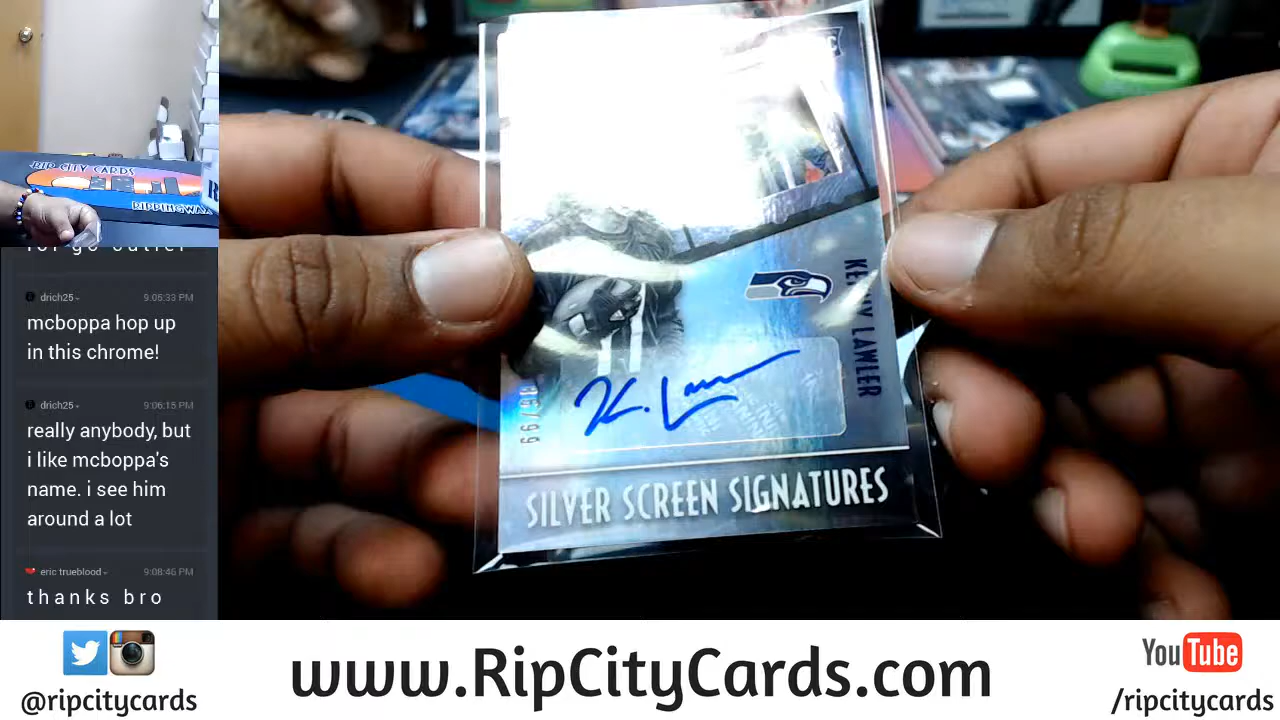 RIP CITY CARDS
drich25
9:05:33 PM
mcboppa hop up
in this chrome!
drich25
9:06:15 PM
really anybody, but
i like mcboppa's
name. i see him
around a lot
eric trueblood
9:08:46 PM
thanks bro
KENNY LAWLER
K. Law
SILVER SCREEN SIGNATURES
@ripcitycards
www.RipCityCards.com
YouTube
/ripcitycards